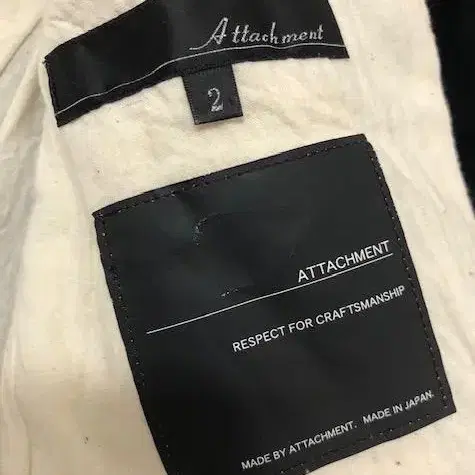 Attachment
2
ATTACHMENT
RESPECT FOR CRAFTSMANSHIP
MADE BY ATTACHMENT. MADE IN JAPAN.